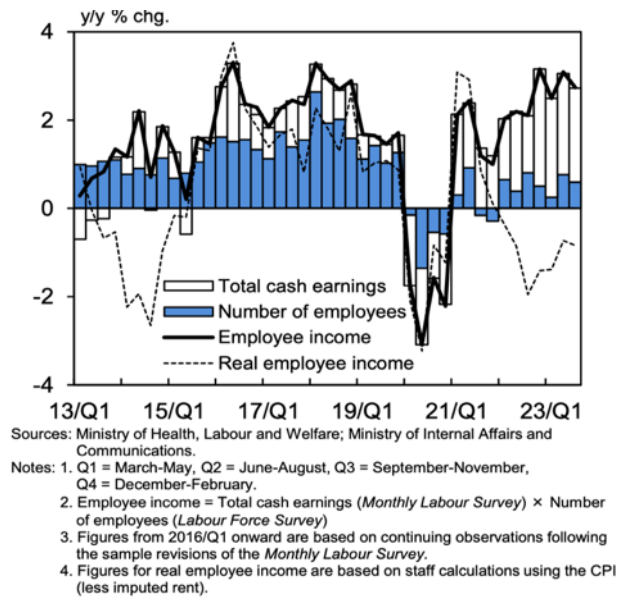 y/y % chg.
4
2
0
-2
-4
Total cash earnings
Number of employees
Employee income
Real employee income
13/Q1 15/Q1 17/Q1 19/Q1 21/Q1 23/Q1
Sources: Ministry of Health, Labour and Welfare; Ministry of Internal Affairs and
Communications.
Notes: 1. Q1 = March-May, Q2 = June-August, Q3 = September-November,
Q4 = December-February.
2. Employee income = Total cash earnings (Monthly Labour Survey) × Number
of employees (Labour Force Survey)
3. Figures from 2016/Q1 onward are based on continuing observations following
the sample revisions of the Monthly Labour Survey.
4. Figures for real employee income are based on staff calculations using the CPI
(less imputed rent).